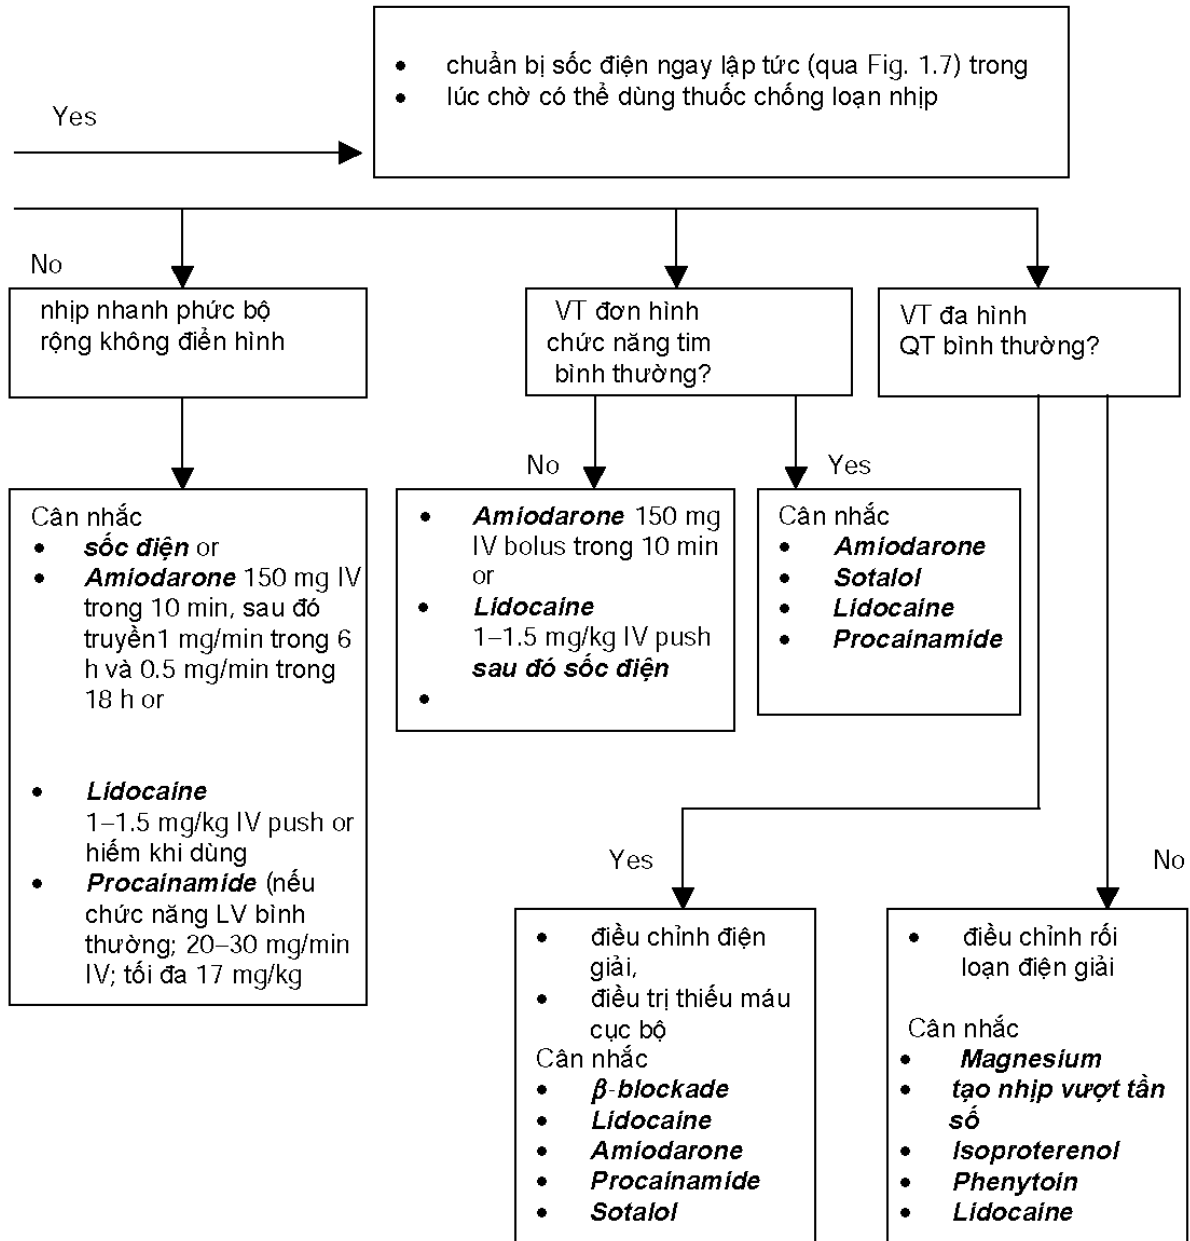 • chuẩn bị sốc điện ngay lập tức (qua Fig. 1.7) trong
• lúc chờ có thể dùng thuốc chống loạn nhịp
Yes
No
nhịp nhanh phức bộ
rộng không điển hình
VT đơn hình
chức năng tim
bình thường?
VT đa hình
QT bình thường?
No
Yes
Cân nhắc
• sốc điện or
• Amiodarone 150 mg IV
trong 10 min, sau đó
truyền1 mg/min trong 6
h và 0.5 mg/min trong
18 h or
• Lidocaine
1–1.5 mg/kg IV push or
hiếm khi dùng
• Procainamide (nếu
chức năng LV bình
thường; 20–30 mg/min
IV; tối đa 17 mg/kg
• Amiodarone 150 mg
IV bolus trong 10 min
or
• Lidocaine
1–1.5 mg/kg IV push
sau đó sốc điện
•
Cân nhắc
• Amiodarone
• Sotalol
• Lidocaine
• Procainamide
Yes
No
• điều chỉnh điện
giải,
• điều trị thiếu máu
cục bộ
Cân nhắc
• β-blockade
• Lidocaine
• Amiodarone
• Procainamide
• Sotalol
• điều chỉnh rối
loạn điện giải
Cân nhắc
• Magnesium
• tạo nhịp vượt tần
số
• Isoproterenol
• Phenytoin
• Lidocaine